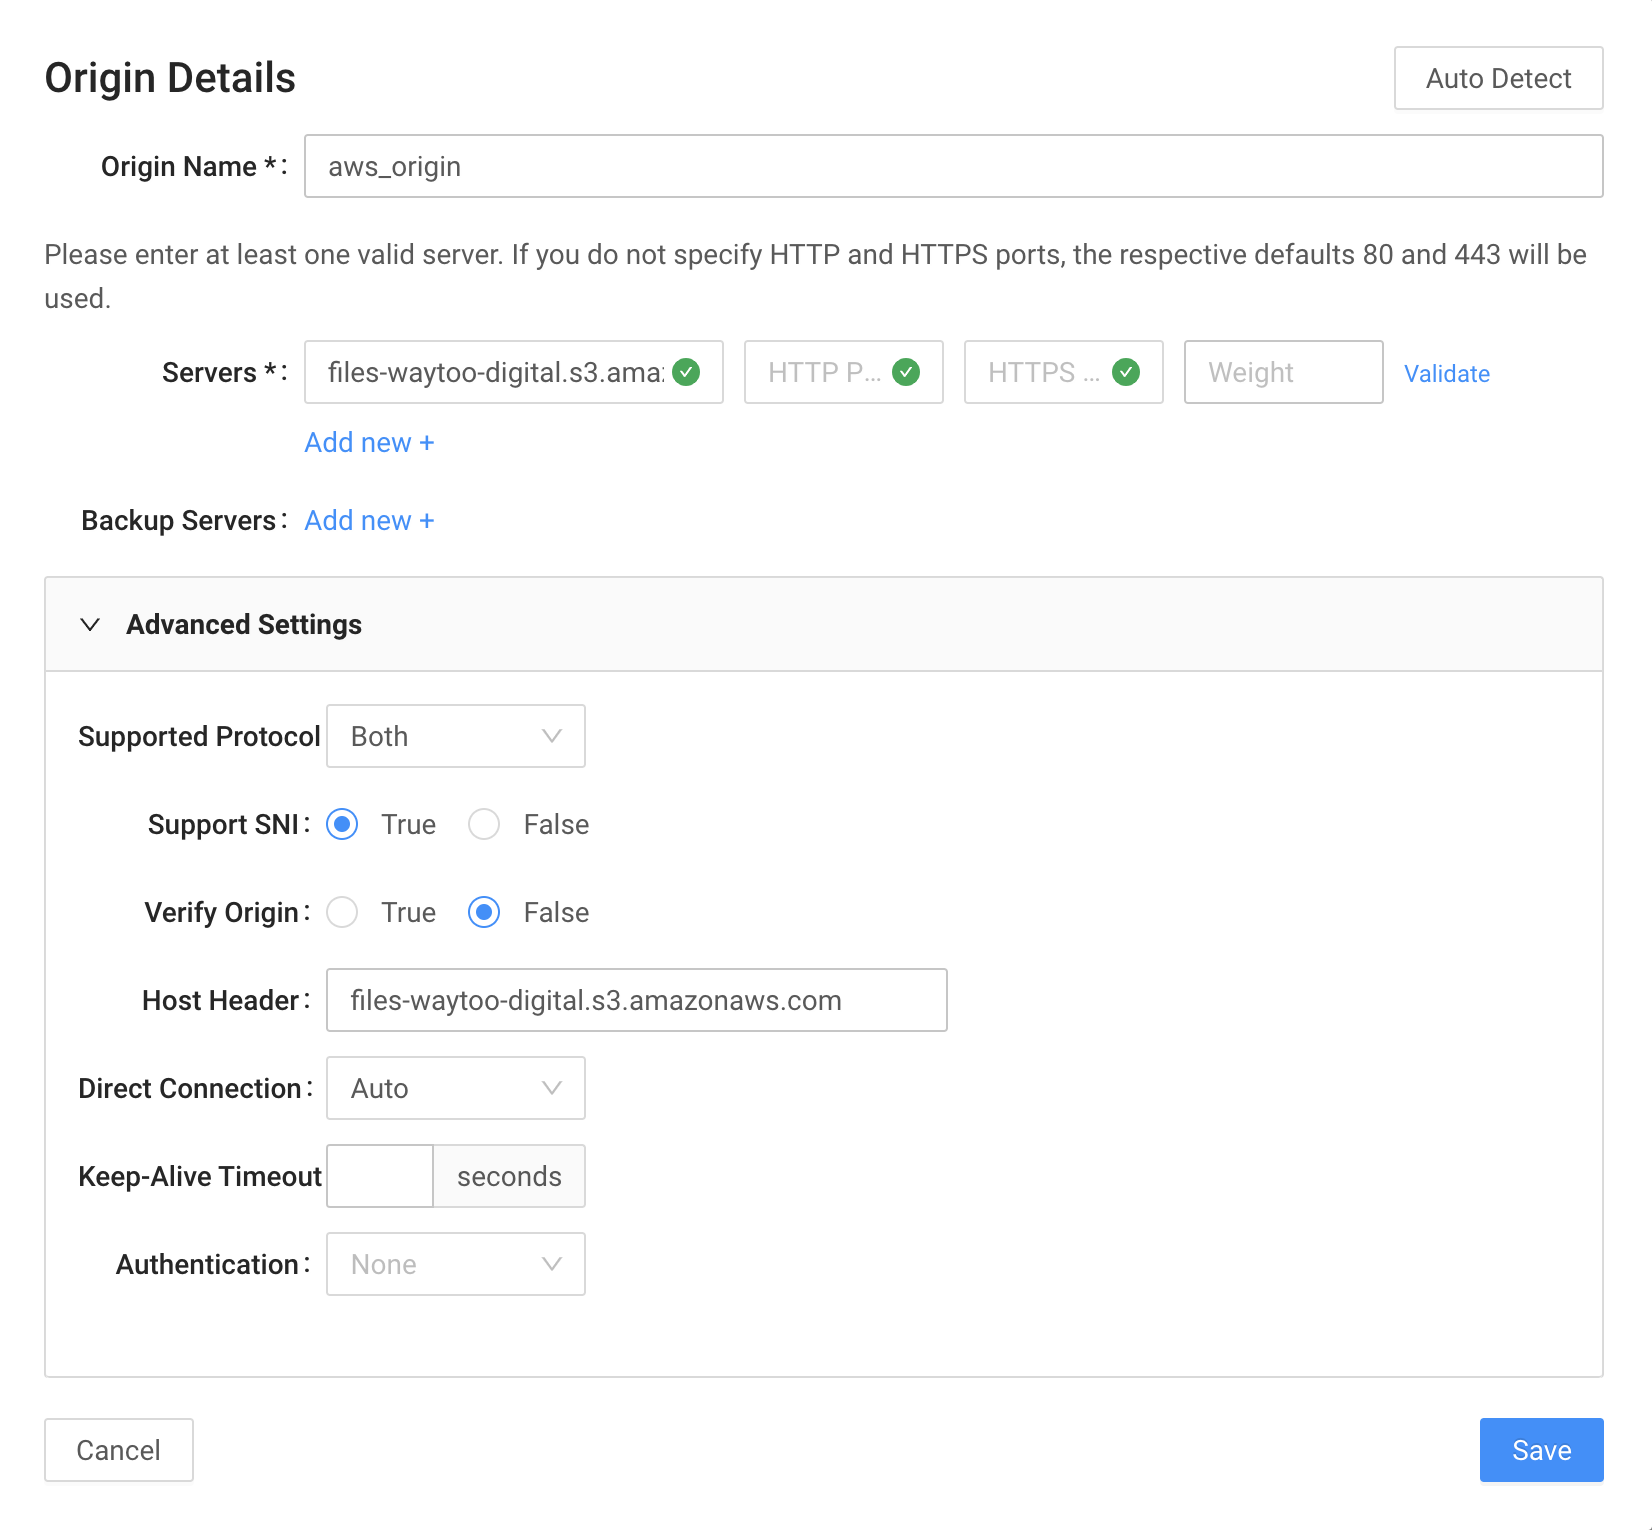 Origin Details
Auto Detect
Origin Name *:
aws_origin
Please enter at least one valid server. If you do not specify HTTP and HTTPS ports, the respective defaults 80 and 443 will be
used.
Servers *:
files-waytoo-digital.s3.ama
HTTP P...
HTTPS ...
Weight
Validate
Add new +
Backup Servers:
Add new +
Advanced Settings
Supported Protocol
Both
Support SNI:
True
False
Verify Origin:
True
False
Host Header:
files-waytoo-digital.s3.amazonaws.com
Direct Connection:
Auto
Keep-Alive Timeout
seconds
Authentication:
None
Cancel
Save